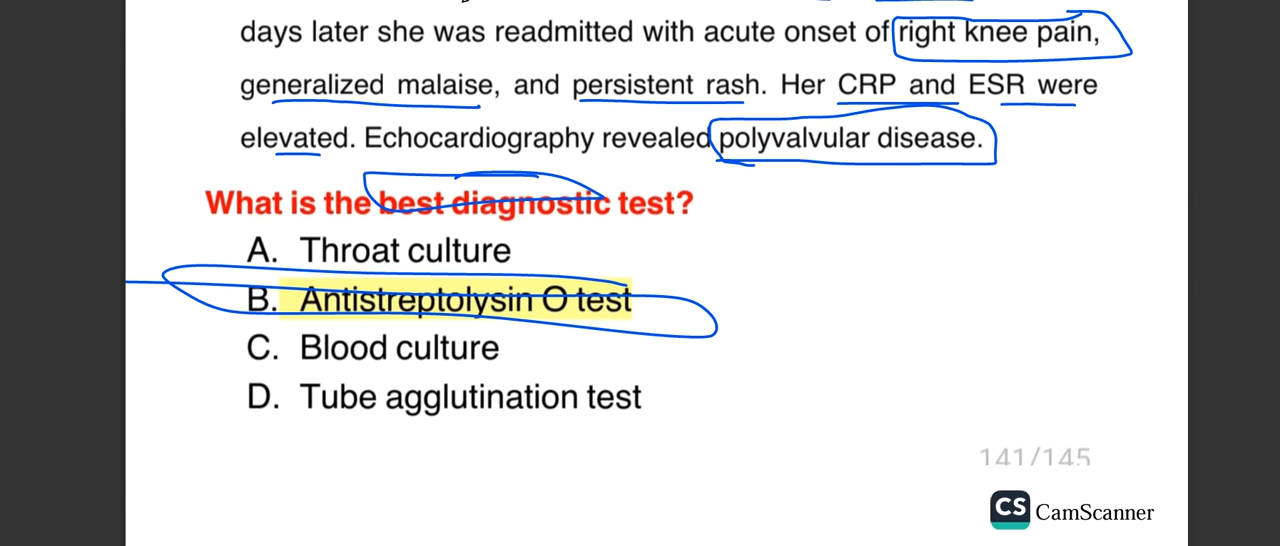 days later she was readmitted with acute onset of right knee pain,
generalized malaise, and persistent rash. Her CRP and ESR were
elevated. Echocardiography revealed polyvalvular disease.
What is the best diagnostic test?
A. Throat culture
B. Antistreptolysin O test
C. Blood culture
D. Tube agglutination test
141/145
CS CamScanner